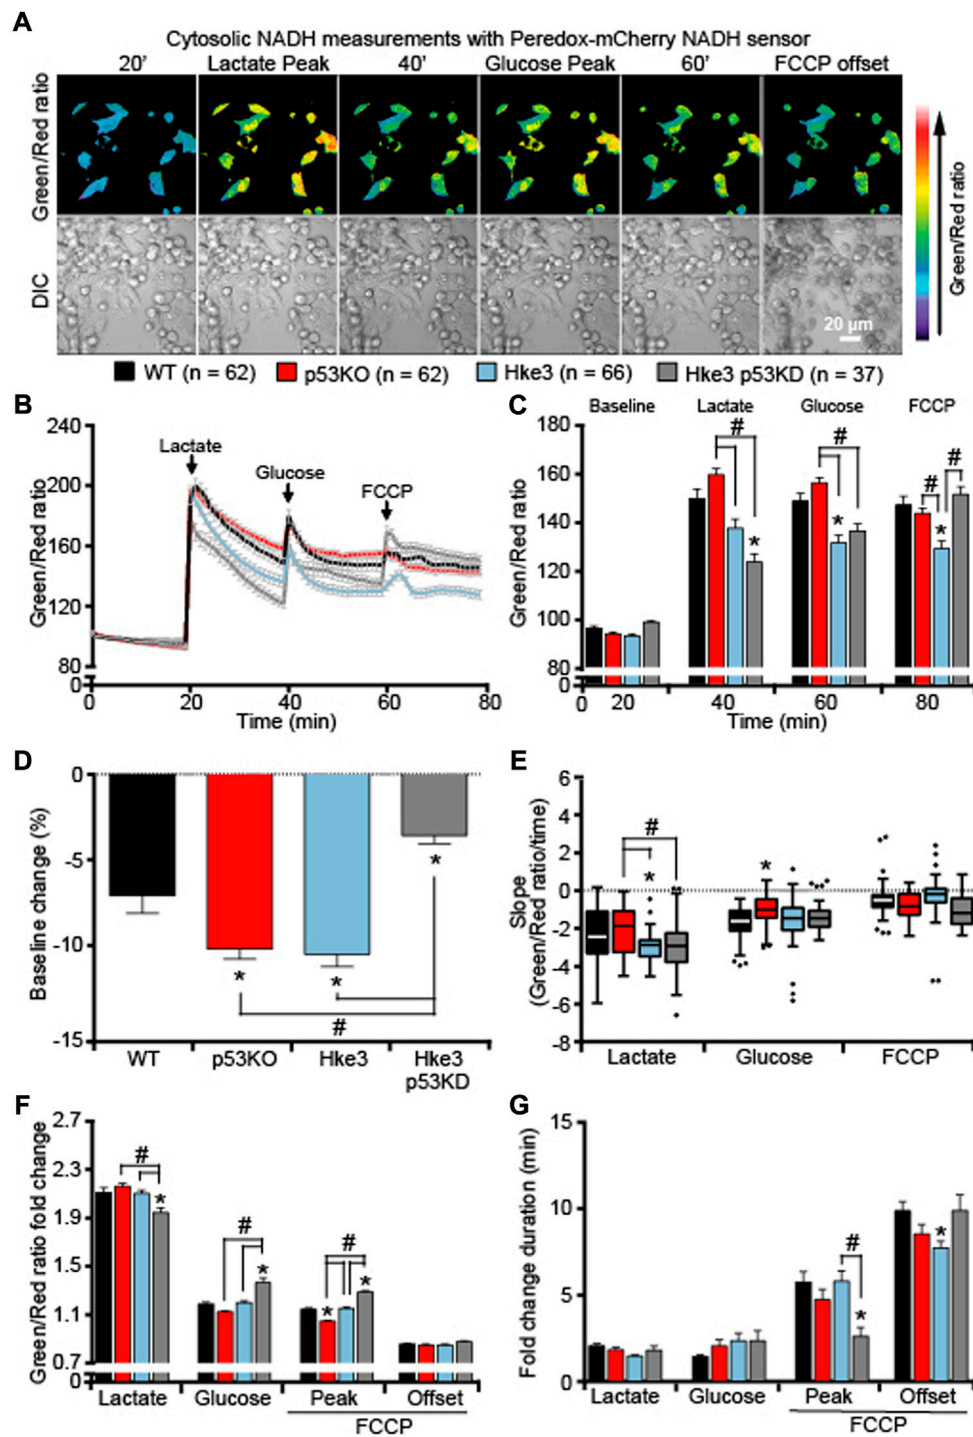 A
Cytosolic NADH measurements with Peredox-mCherry NADH sensor
20' Lactate Peak 40' Glucose Peak 60' FCCP offset
Green/Red ratio
Green/Red ratio
DIC
20 µm
WT (n = 62) p53KO (n = 62) Hke3 (n = 66) Hke3 p53KD (n = 37)
B
240
200
160
120
80
0
Green/Red ratio
Lactate
Glucose
FCCP
0 20 40 60 80
Time (min)
C
Baseline Lactate Glucose FCCP
180
160
140
120
100
80
0
Green/Red ratio
# # # #
* * *
0 20 40 60 80
Time (min)
D
0
-5
-10
-15
Baseline change (%)
* * *
#
WT p53KO Hke3 Hke3
p53KD
E
6
4
2
0
-2
-4
-6
-8
Slope
(Green/Red ratio/time)
#
* *
Lactate Glucose FCCP
F
2.7
2.3
1.9
1.5
1.1
0.7
0
Green/Red ratio fold change
# # #
* * * *
Lactate Glucose Peak Offset
FCCP
G
15
10
5
0
Fold change duration (min)
#
* *
Lactate Glucose Peak Offset
FCCP